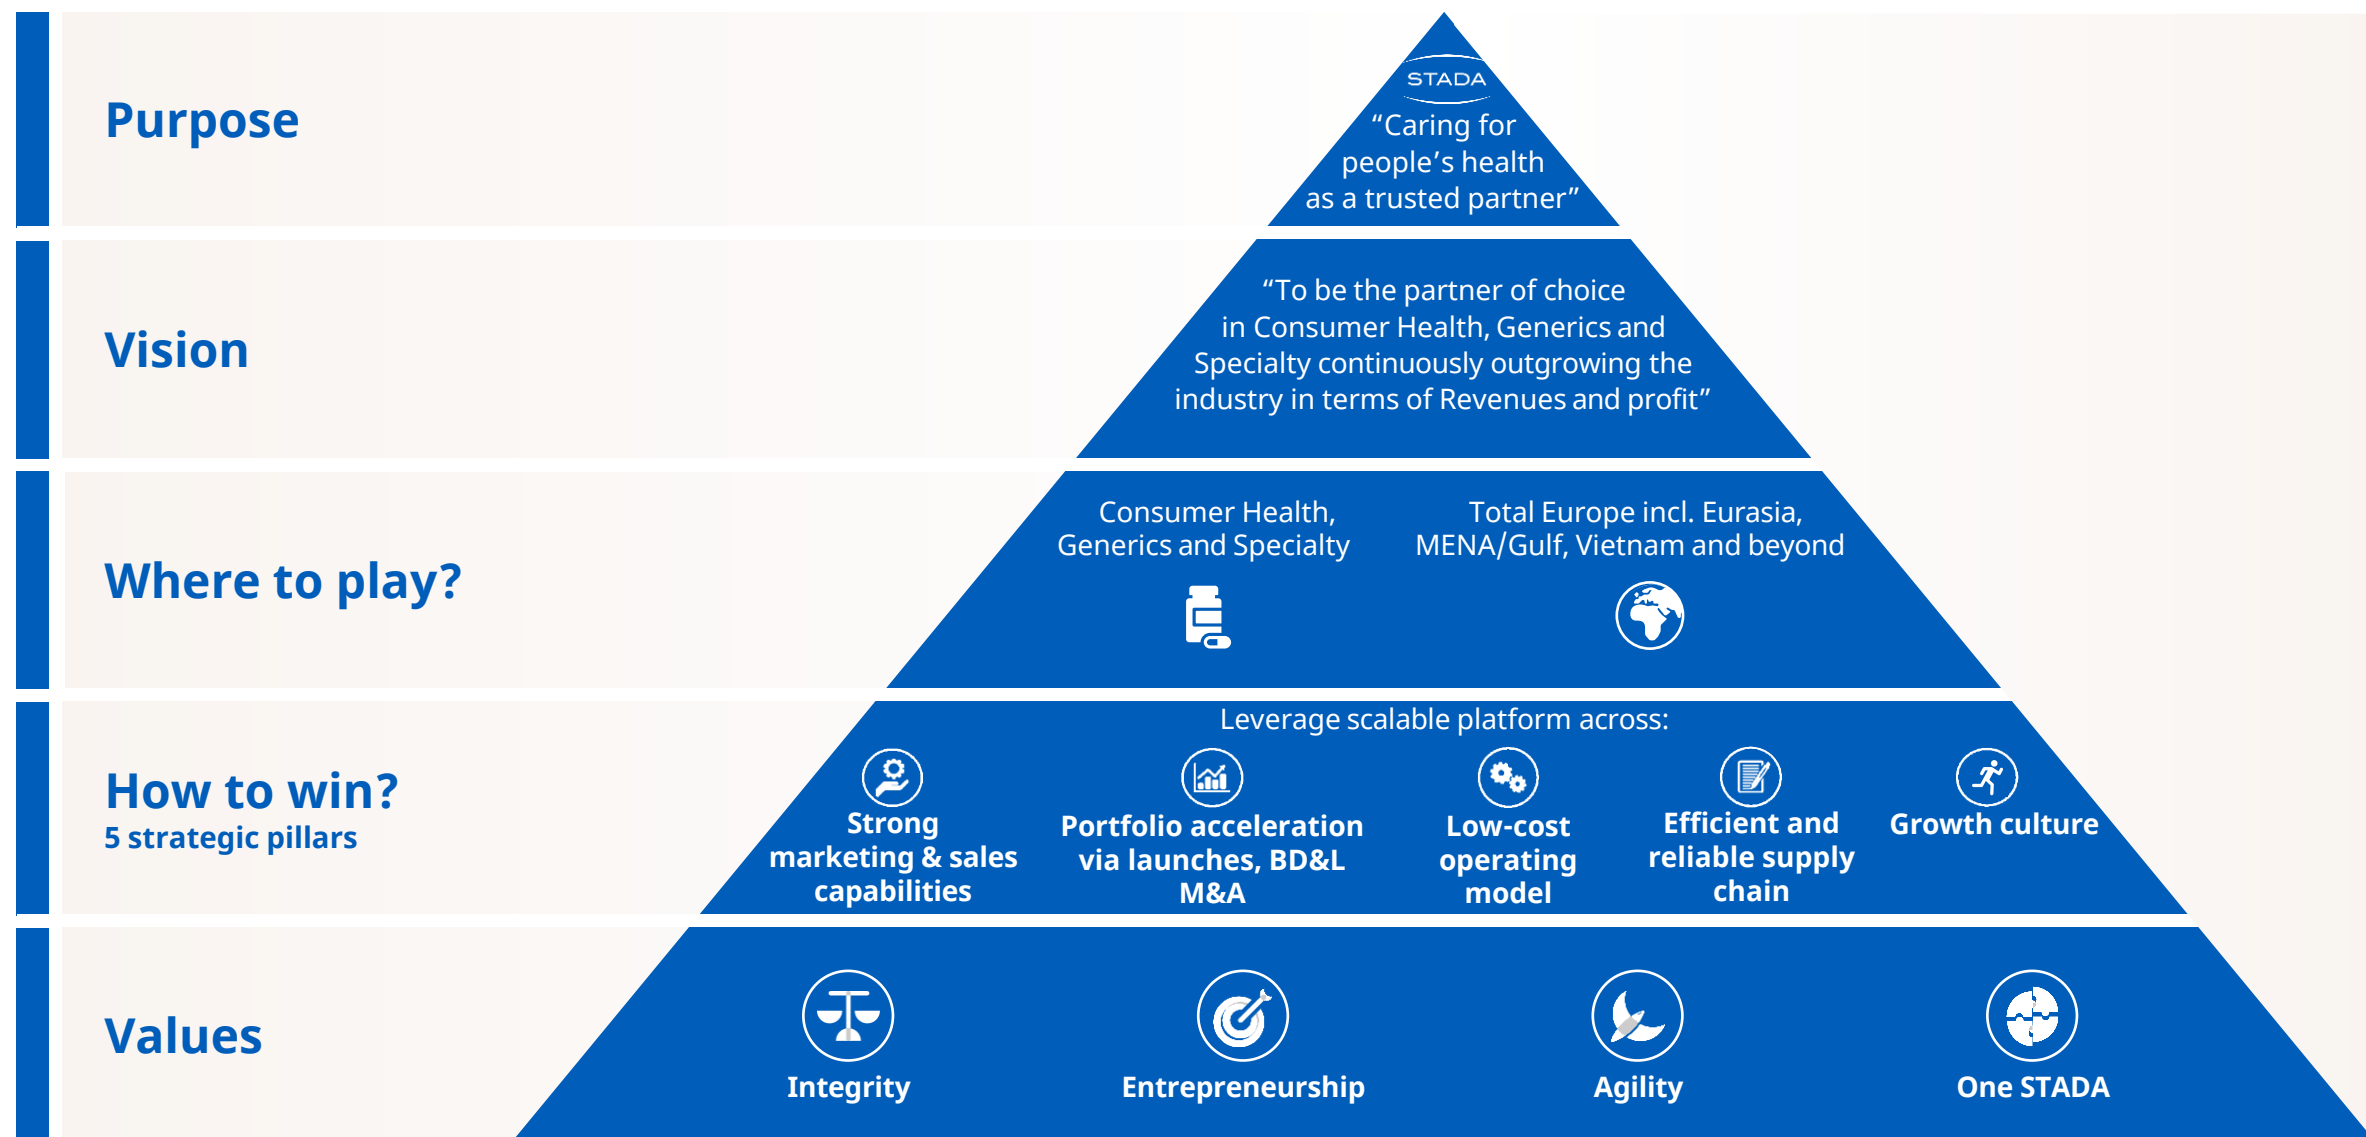 Purpose
STADA
“Caring for
people’s health
as a trusted partner”
Vision
“To be the partner of choice
in Consumer Health, Generics and
Specialty continuously outgrowing the
industry in terms of Revenues and profit”
Where to play?
Consumer Health,
Generics and Specialty
Total Europe incl. Eurasia,
MENA/Gulf, Vietnam and beyond
How to win?
5 strategic pillars
Leverage scalable platform across:
Strong
marketing & sales
capabilities
Portfolio acceleration
via launches, BD&L
M&A
Low-cost
operating
model
Efficient and
reliable supply
chain
Growth culture
Values
Integrity
Entrepreneurship
Agility
One STADA